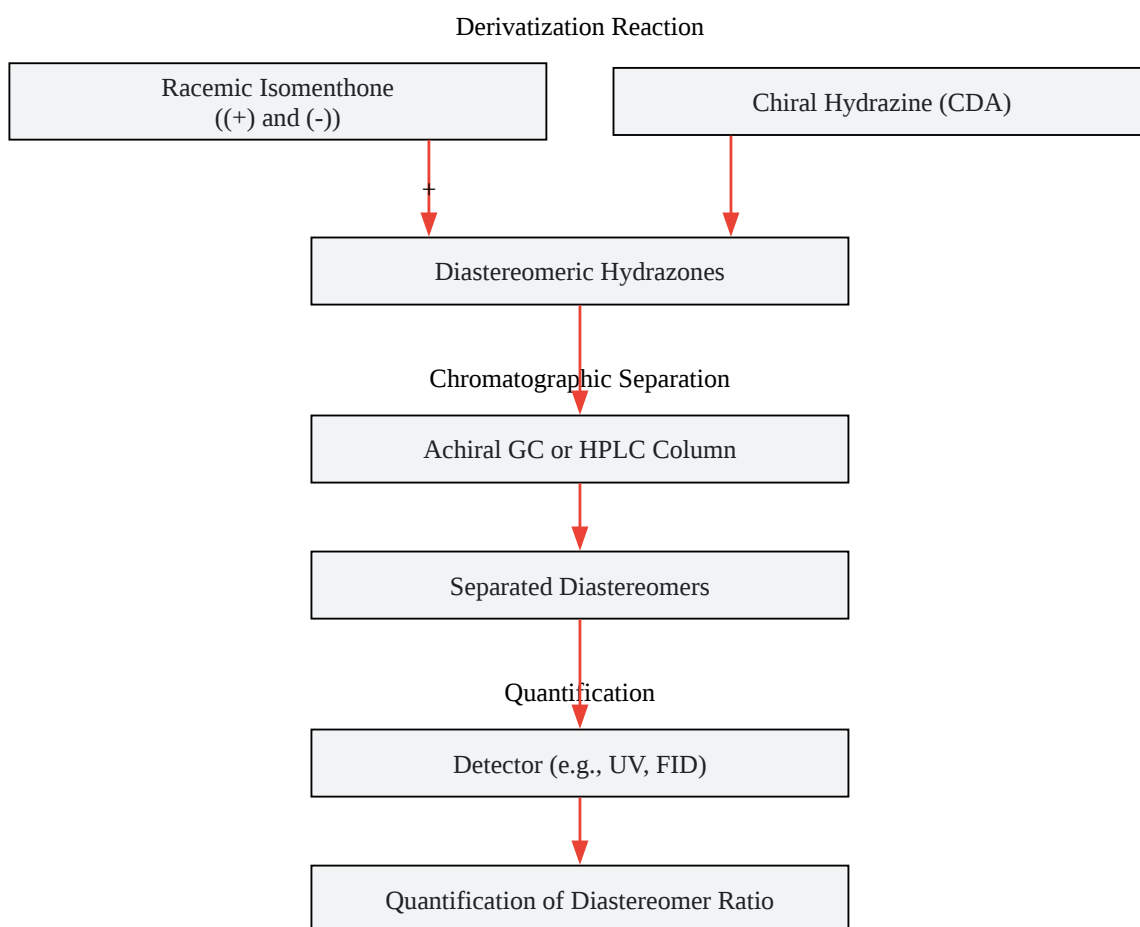 Derivatization Reaction
Racemic Isomenthone
((+) and (-))
Chiral Hydrazine (CDA)
+
Diastereomeric Hydrazones
Chromatographic Separation
Achiral GC or HPLC Column
Separated Diastereomers
Quantification
Detector (e.g., UV, FID)
Quantification of Diastereomer Ratio